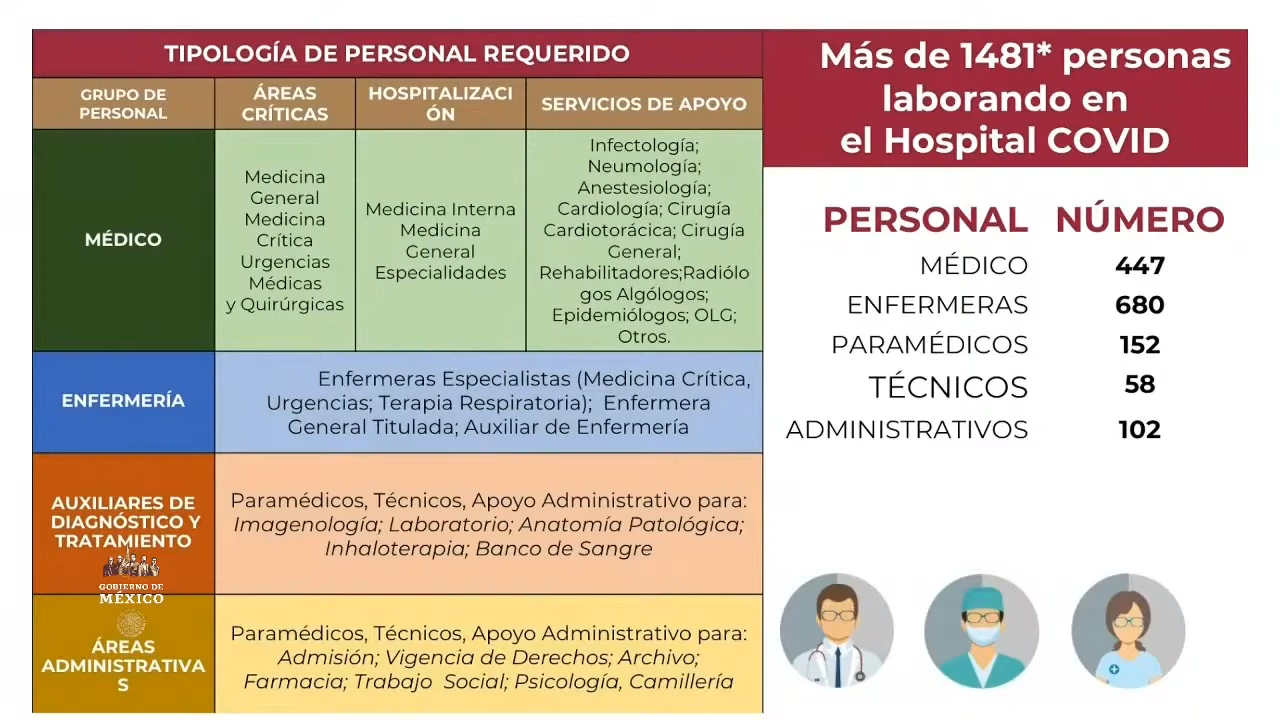 TIPOLOGÍA DE PERSONAL REQUERIDO
GRUPO DE
PERSONAL
ÁREAS
CRÍTICAS
HOSPITALIZACI
ÓN
SERVICIOS DE APOYO
MÉDICO
Medicina
General
Medicina
Crítica
Urgencias
Médicas
y Quirúrgicas
Medicina Interna
Medicina
General
Especialidades
Infectología;
Neumología;
Anestesiología;
Cardiología; Cirugía
Cardiotorácica; Cirugía
General;
Rehabilitadores;Radiólo
gos Algólogos;
Epidemiólogos; OLG;
Otros.
ENFERMERÍA
Enfermeras Especialistas (Medicina Crítica,
Urgencias; Terapia Respiratoria); Enfermera
General Titulada; Auxiliar de Enfermería
AUXILIARES DE
DIAGNÓSTICO Y
TRATAMIENTO
Paramédicos, Técnicos, Apoyo Administrativo para:
Imagenología; Laboratorio; Anatomía Patológica;
Inhaloterapia; Banco de Sangre
GOBIERNO DE
MÉXICO
ÁREAS
ADMINISTRATIVA
S
Paramédicos, Técnicos, Apoyo Administrativo para:
Admisión; Vigencia de Derechos; Archivo;
Farmacia; Trabajo Social; Psicología, Camillería
Más de 1481* personas
laborando en
el Hospital COVID
PERSONAL NÚMERO
MÉDICO 447
ENFERMERAS 680
PARAMÉDICOS 152
TÉCNICOS 58
ADMINISTRATIVOS 102